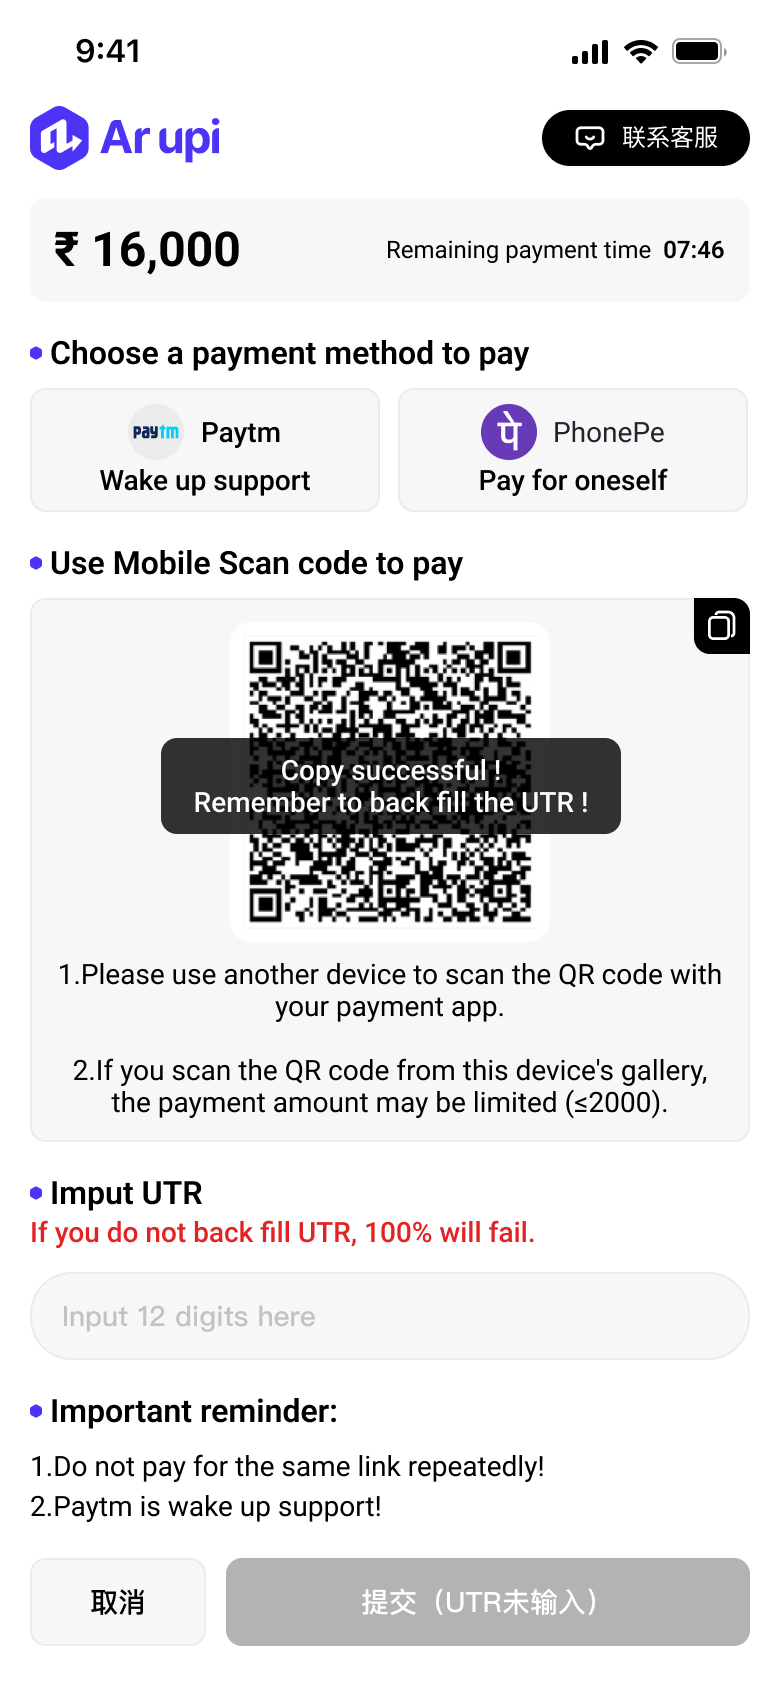 9:41
Ar upi
联系客服
₹ 16,000
Remaining payment time 07:46
Choose a payment method to pay
paytm Paytm
Wake up support
पे PhonePe
Pay for oneself
Use Mobile Scan code to pay
Copy successful !
Remember to back fill the UTR !
1.Please use another device to scan the QR code with
your payment app.
2.If you scan the QR code from this device's gallery,
the payment amount may be limited (≤2000).
Imput UTR
If you do not back fill UTR, 100% will fail.
Input 12 digits here
Important reminder:
1.Do not pay for the same link repeatedly!
2.Paytm is wake up support!
取消
提交（UTR未输入）